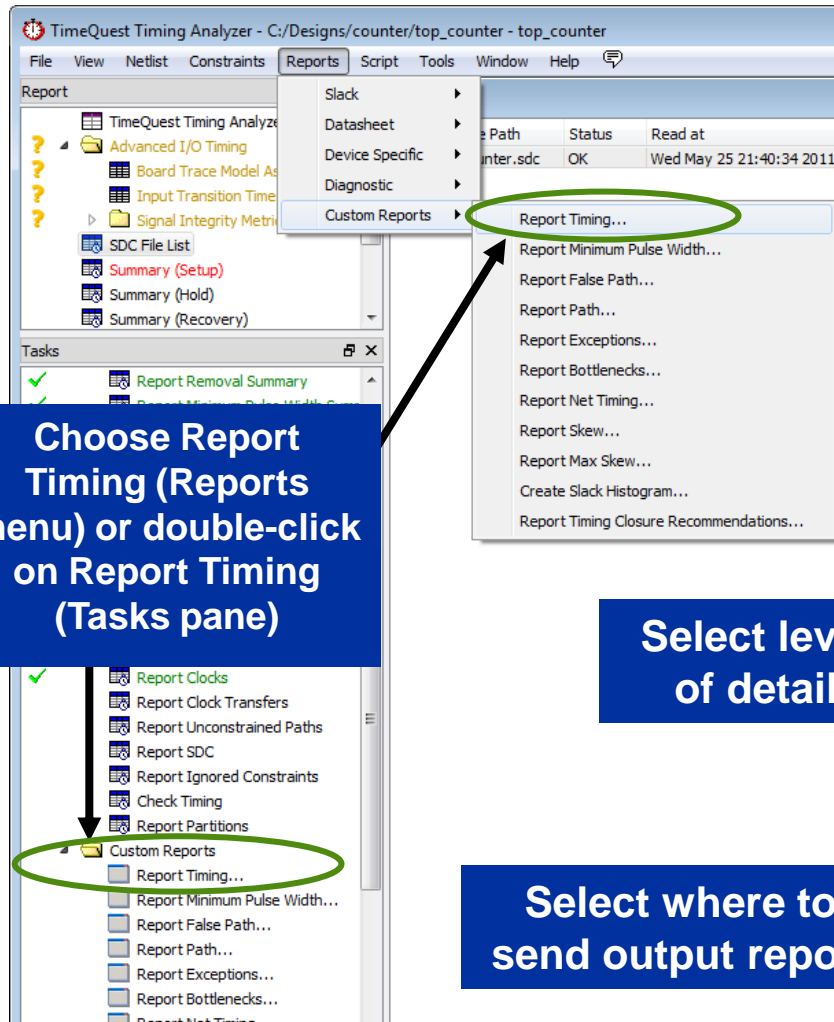 TimeQuest Timing Analyzer - C:/Designs/counter/top_counter - top_counter
File View Netlist Constraints Reports Script Tools Window Help
Report
TimeQuest Timing Analyze
Advanced I/O Timing
Board Trace Model As
Input Transition Time
Signal Integrity Metri
SDC File List
Summary (Setup)
Summary (Hold)
Summary (Recovery)
Slack
Datasheet
Device Specific
Diagnostic
Custom Reports
e Path Status Read at
unter.sdc OK Wed May 25 21:40:34 2011
Report Timing...
Report Minimum Pulse Width...
Report False Path...
Report Path...
Report Exceptions...
Report Bottlenecks...
Report Net Timing...
Report Skew...
Report Max Skew...
Create Slack Histogram...
Report Timing Closure Recommendations...
Tasks
Report Removal Summary
Choose Report
Timing (Reports
menu) or double-click
on Report Timing
(Tasks pane)
Report Clocks
Report Clock Transfers
Report Unconstrained Paths
Report SDC
Report Ignored Constraints
Check Timing
Report Partitions
Custom Reports
Report Timing...
Report Minimum Pulse Width...
Report False Path...
Report Path...
Report Exceptions...
Report Bottlenecks...
Report Net Timing
Select lev
of detail
Select where to
send output repo